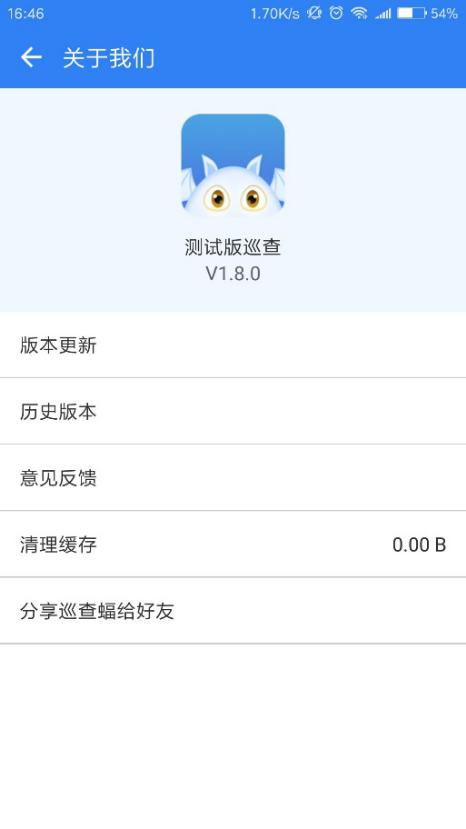 16:46 1.70K/s 54%
关于我们
测试版巡查
V1.8.0
版本更新
历史版本
意见反馈
清理缓存 0.00 B
分享巡查蝠给好友